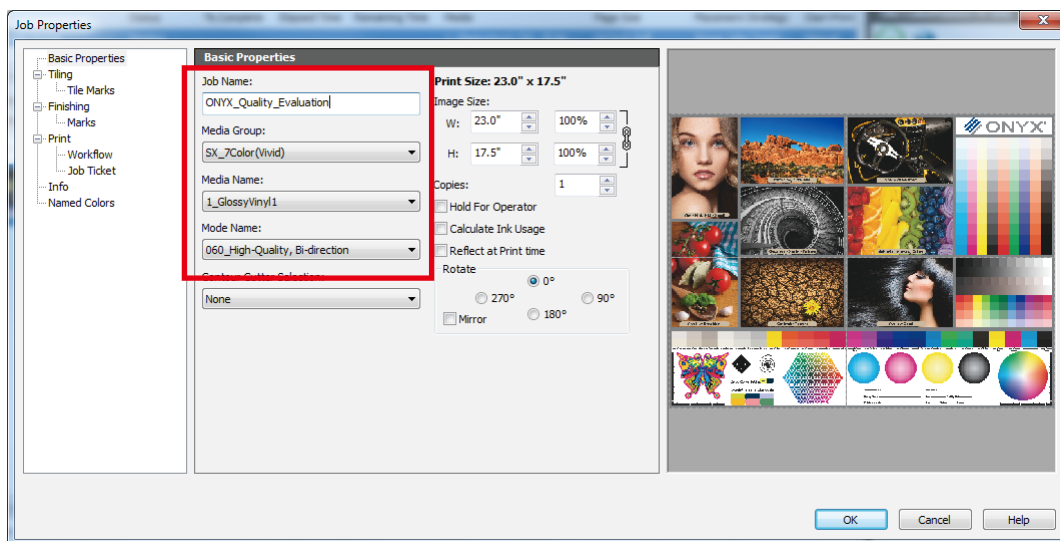 Job Properties
Basic Properties
Tiling
Tile Marks
Finishing
Marks
Print
Workflow
Job Ticket
Info
Named Colors
Basic Properties
Job Name:
ONYX_Quality_Evaluation
Media Group:
SX_7Color(Vivid)
Media Name:
1_GlossyVinyl1
Mode Name:
060_High-Quality, Bi-direction
Contour Cutter Selection:
None
Print Size: 23.0" x 17.5"
Image Size:
W: 23.0" 100%
H: 17.5" 100%
Copies: 1
Hold For Operator
Calculate Ink Usage
Reflect at Print time
Rotate
0°
270° 90°
Mirror 180°
ONYX
OK Cancel Help